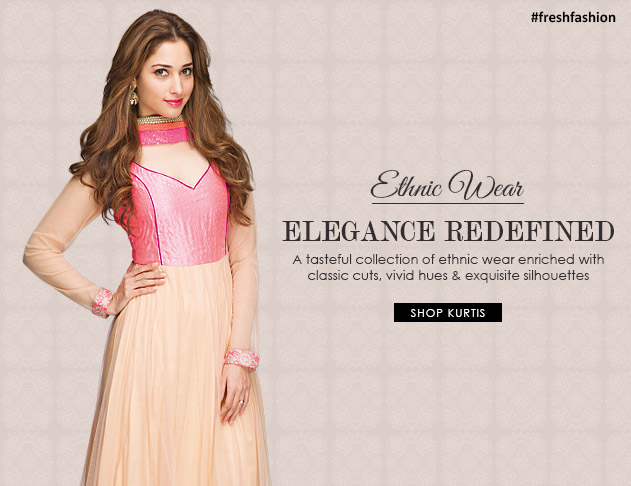 #freshfashion
Ethnic Wear
ELEGANCE REDEFINED
A tasteful collection of ethnic wear enriched with
classic cuts, vivid hues & exquisite silhouettes
SHOP KURTIS